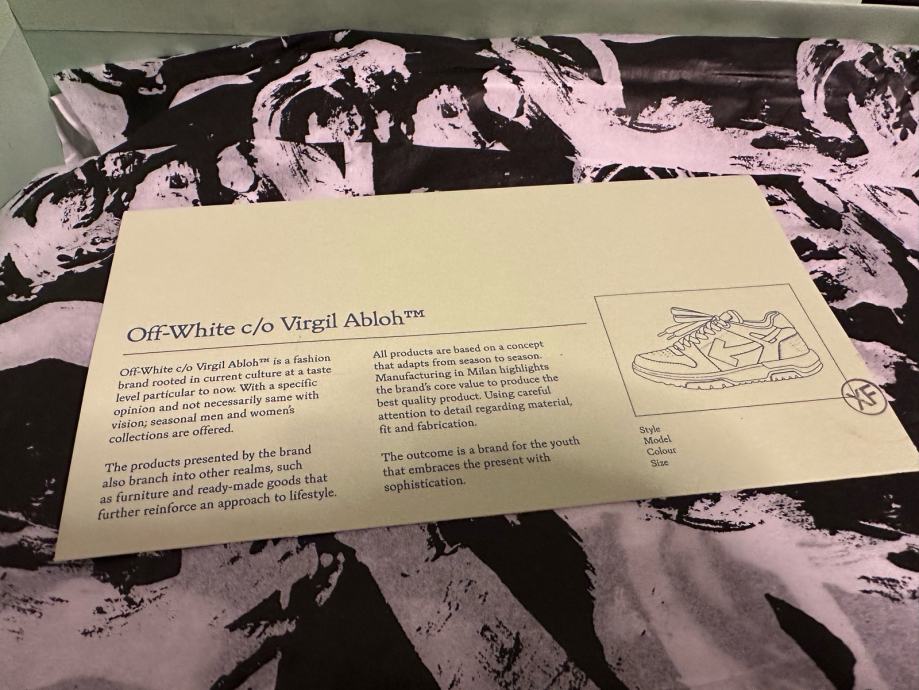 Off-White c/o Virgil Abloh™
Off-White c/o Virgil Abloh™ is a fashion
brand rooted in current culture at a taste
level particular to now. With a specific
opinion and not necessarily same with
vision; seasonal men and women's
collections are offered.
The products presented by the brand
also branch into other realms, such
as furniture and ready-made goods that
further reinforce an approach to lifestyle.
All products are based on a concept
that adapts from season to season.
Manufacturing in Milan highlights
the brand's core value to produce the
best quality product. Using careful
attention to detail regarding material,
fit and fabrication.
The outcome is a brand for the youth
that embraces the present with
sophistication.
Style
Model
Colour
Size
XF